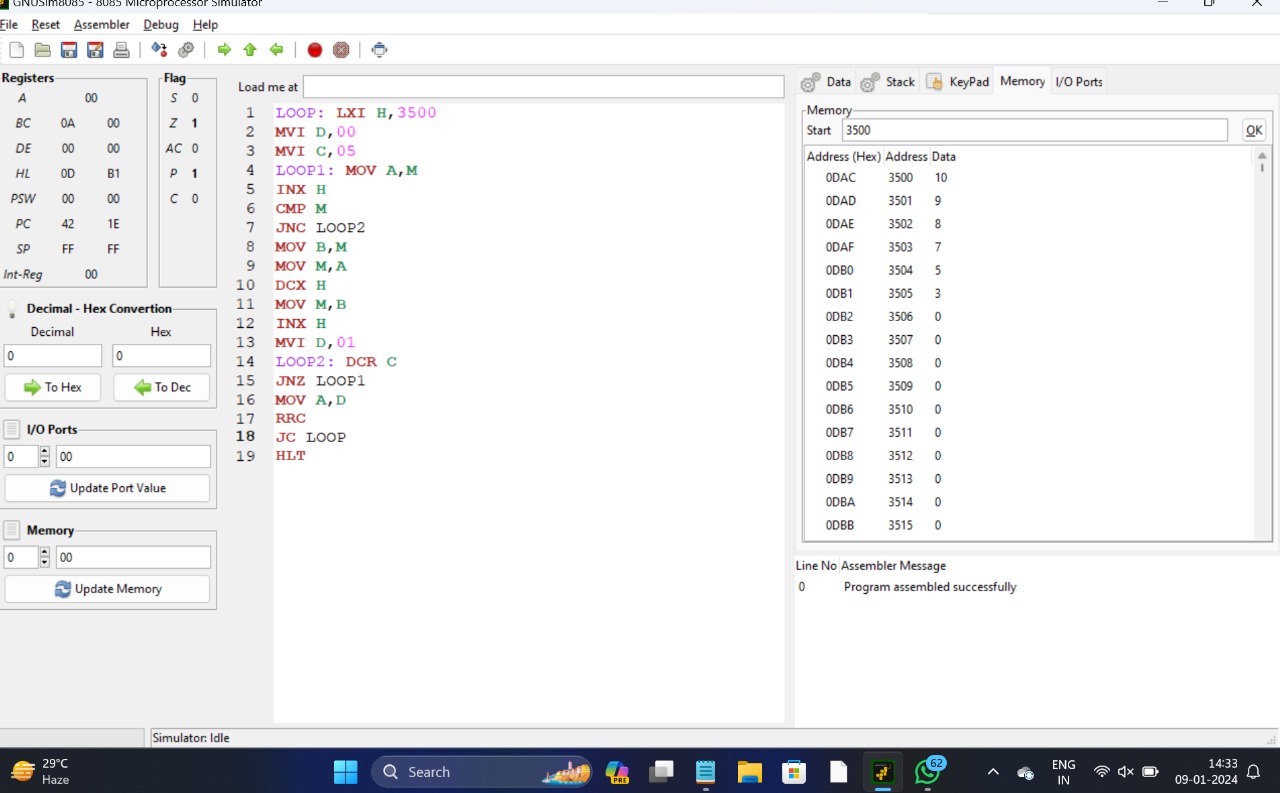 GNUSim8085 - 8085 Microprocessor Simulator
File Reset Assembler Debug Help
Registers
A 00
BC 0A 00
DE 00 00
HL 0D B1
PSW 00 00
PC 42 1E
SP FF FF
Int-Reg 00
Flag
S 0
Z 1
AC 0
P 1
C 0
Decimal - Hex Convertion
Decimal Hex
0 0
To Hex To Dec
I/O Ports
0 00
Update Port Value
Memory
0 00
Update Memory
Load me at
1 LOOP: LXI H,3500
2 MVI D,00
3 MVI C,05
4 LOOP1: MOV A,M
5 INX H
6 CMP M
7 JNC LOOP2
8 MOV B,M
9 MOV M,A
10 DCX H
11 MOV M,B
12 INX H
13 MVI D,01
14 LOOP2: DCR C
15 JNZ LOOP1
16 MOV A,D
17 RRC
18 JC LOOP
19 HLT
Data Stack KeyPad Memory I/O Ports
Memory
Start 3500 OK
Address (Hex) Address Data
0DAC 3500 10
0DAD 3501 9
0DAE 3502 8
0DAF 3503 7
0DB0 3504 5
0DB1 3505 3
0DB2 3506 0
0DB3 3507 0
0DB4 3508 0
0DB5 3509 0
0DB6 3510 0
0DB7 3511 0
0DB8 3512 0
0DB9 3513 0
0DBA 3514 0
0DBB 3515 0
Line No Assembler Message
0 Program assembled successfully
Simulator: Idle
29°C
Haze
Search
PRE
62
ENG
IN
14:33
09-01-2024